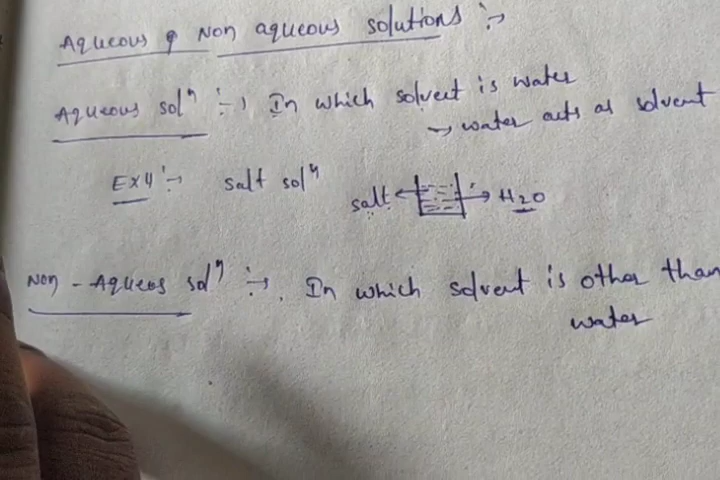 Aqueous & Non aqueous solutions :-
Aqueous solⁿ :- In which solvent is water
→ water acts as solvent
Ex :- salt solⁿ
salt ← → H2O
Non - Aqueos solⁿ :- In which solvent is other than
water